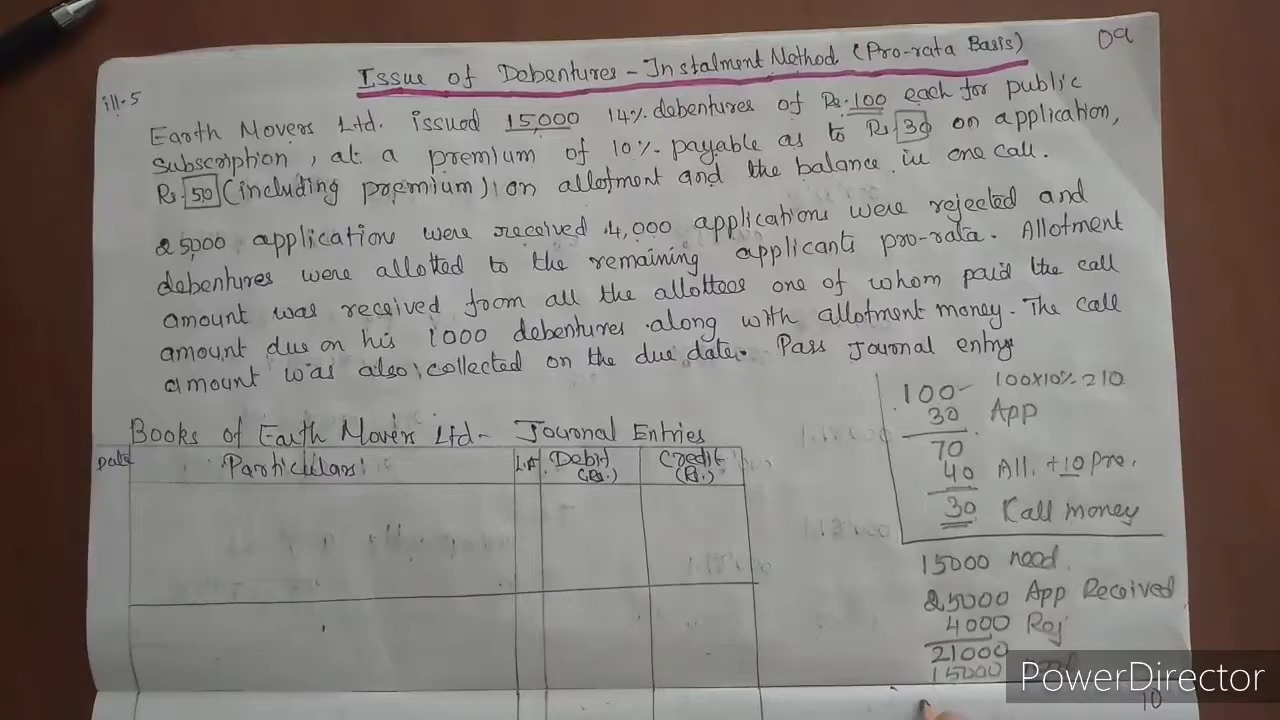 09
Issue of Debentures - Instalment Method (Pro-rata Basis)
ill-5
Earth Movers Ltd. issued 15,000 14% debentures of Rs.100 each for public
subscription, at a premium of 10% payable as to Rs 30 on application,
Rs.50 (including premium) on allotment and the balance in one call.
25,000 applications were received 4,000 applications were rejected and
debentures were allotted to the remaining applicants pro-rata. Allotment
amount was received from all the allottees one of whom paid the call
amount due on his 1000 debentures along with allotment money. The call
amount was also collected on the due date. Pass Journal entry
100 - 100x10% = 10
30 App
70
40 All. + 10 pre.
30 Call money
Books of Earth Movers Ltd - Journal Entries
Date Particulars L.F Debit (Rs.) Credit (Rs.)
15000 need
25000 App Received
4000 Rej
21000
15000
PowerDirector
10